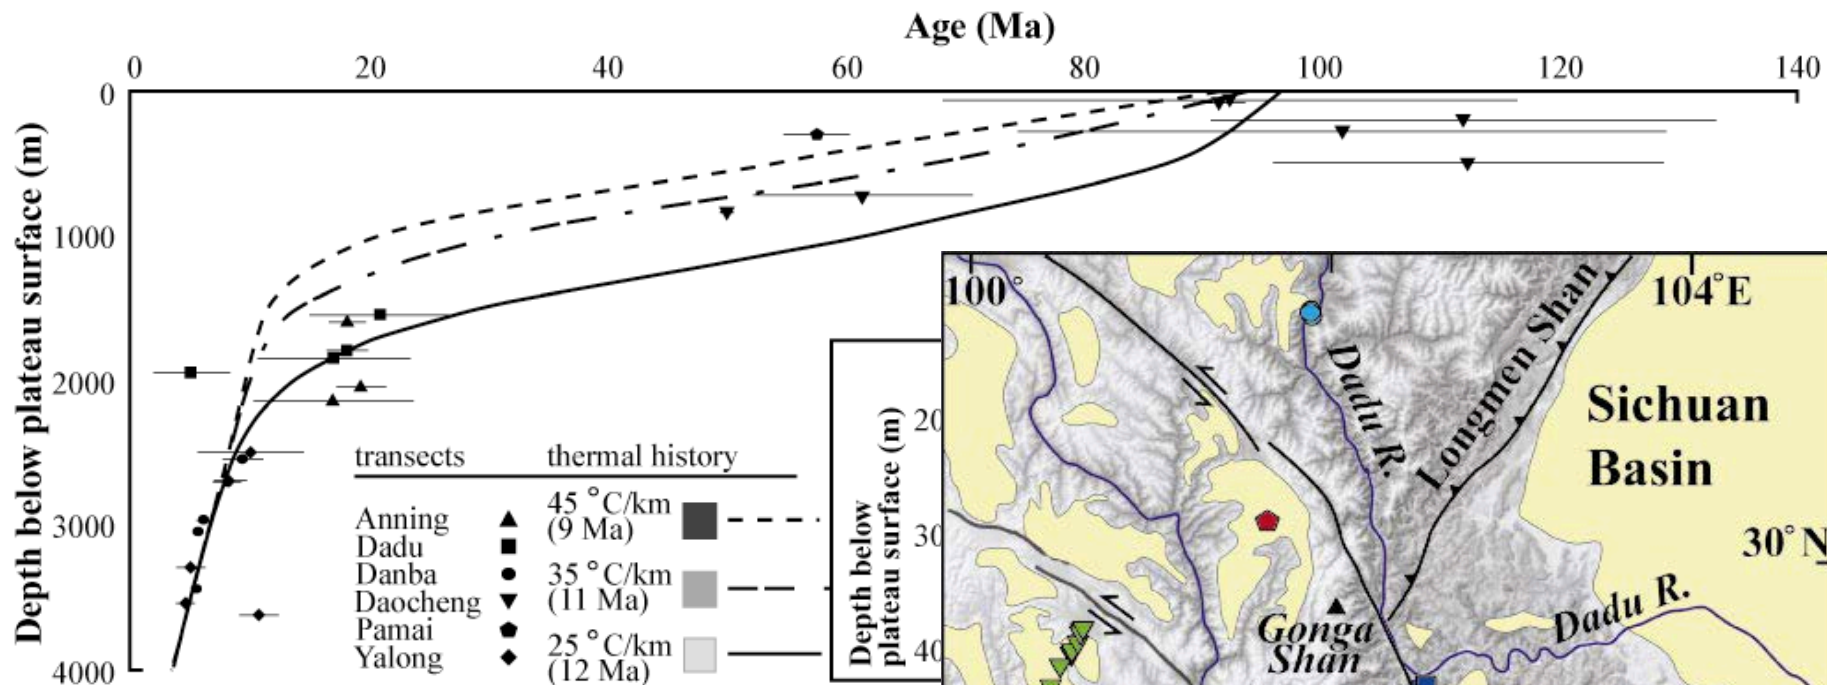 Age (Ma)
0 20 40 60 80 100 120 140
Depth below plateau surface (m)
0
1000
2000
3000
4000
transects thermal history
Anning
Dadu
Danba
Daocheng
Pamai
Yalong
45 °C/km
(9 Ma)
35 °C/km
(11 Ma)
25 °C/km
(12 Ma)
Depth below
plateau surface (m)
20
30
40
100°
104°E
30°N
Dadu R.
Longmen Shan
Sichuan
Basin
Gonga
Shan
Dadu R.